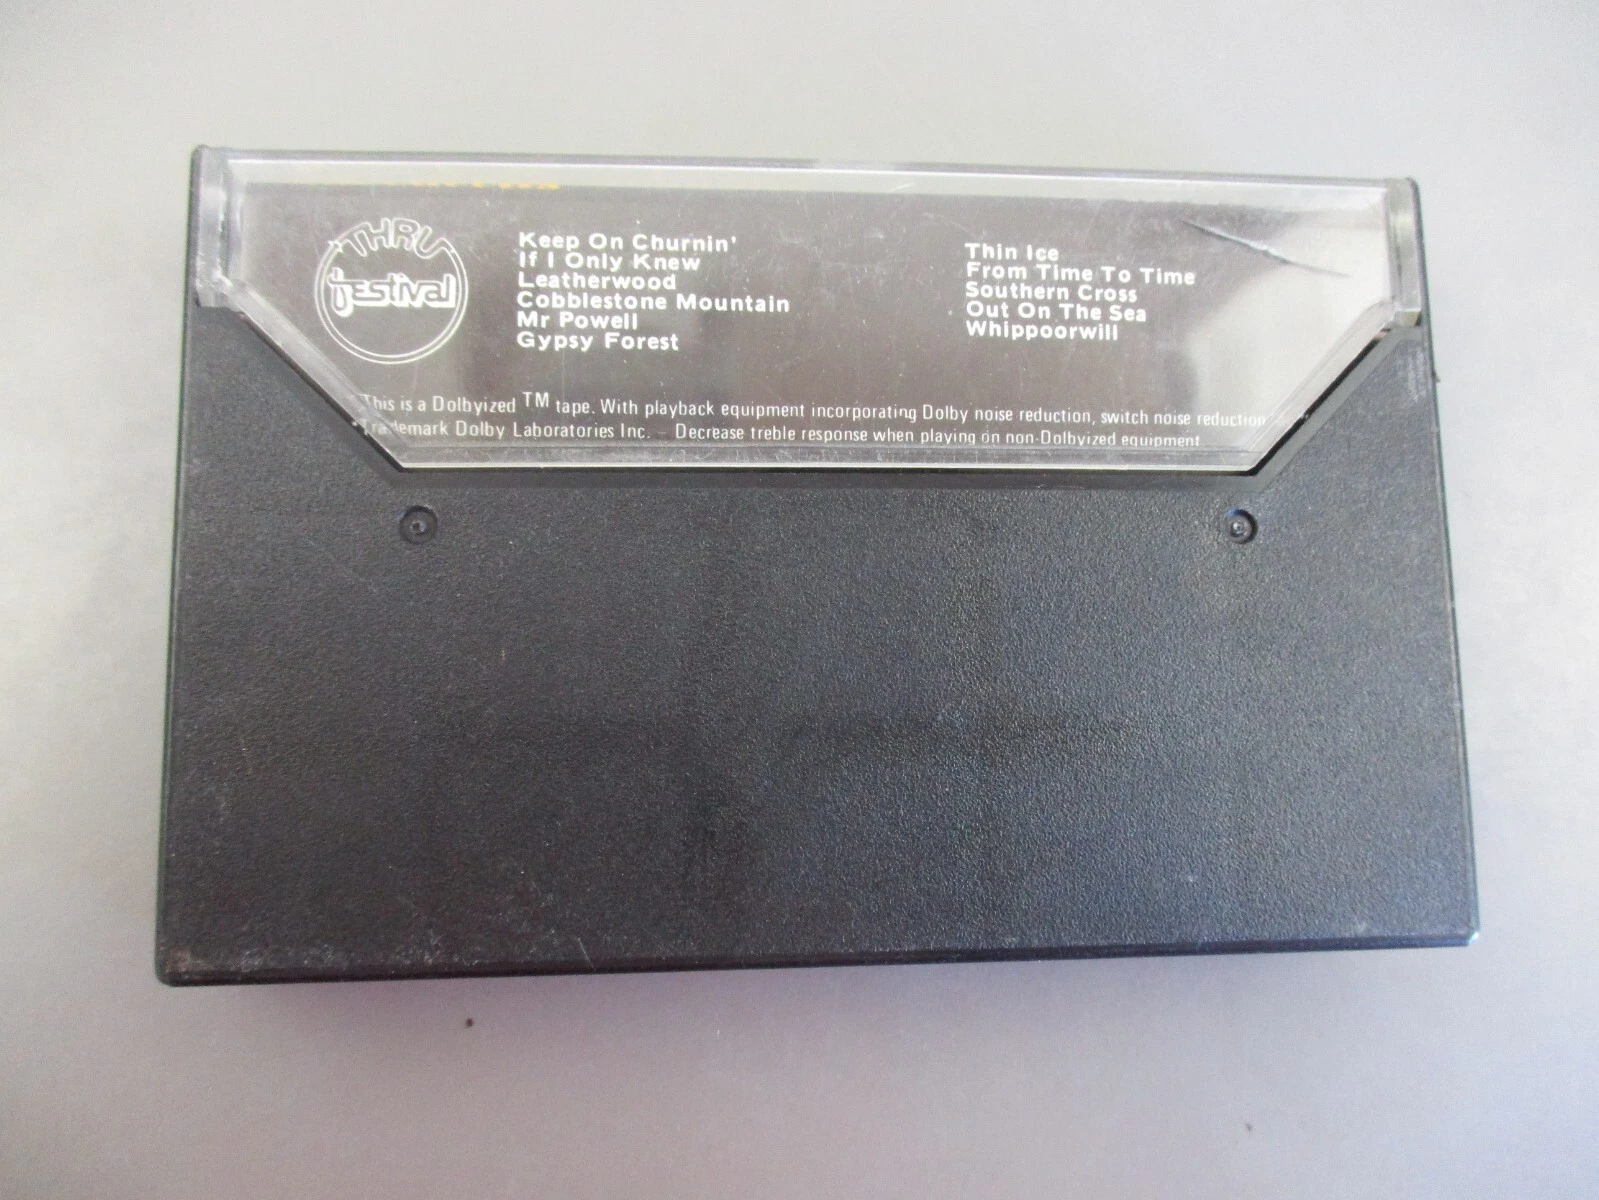 THRU
festival
Keep On Churnin'
If I Only Knew
Leatherwood
Cobblestone Mountain
Mr Powell
Gypsy Forest
Thin Ice
From Time To Time
Southern Cross
Out On The Sea
Whippoorwill
This is a Dolbyized TM tape. With playback equipment incorporating Dolby noise reduction, switch noise reduction
Trademark Dolby Laboratories Inc. — Decrease treble response when playing on non-Dolbyized equipment